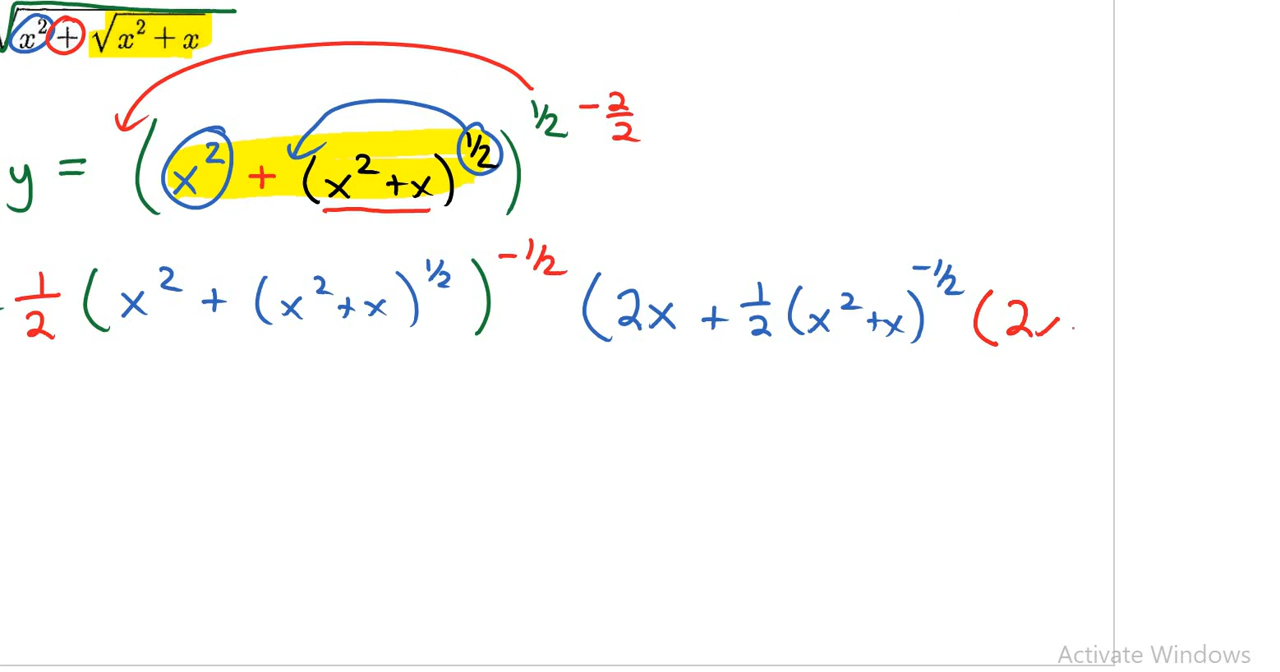 √x² + √x² + x
y = (x² + (x² + x)^1/2)^1/2 - 2/2
1/2 (x² + (x² + x)^1/2)^-1/2 (2x + 1/2 (x² + x)^-1/2 (2
Activate Windows